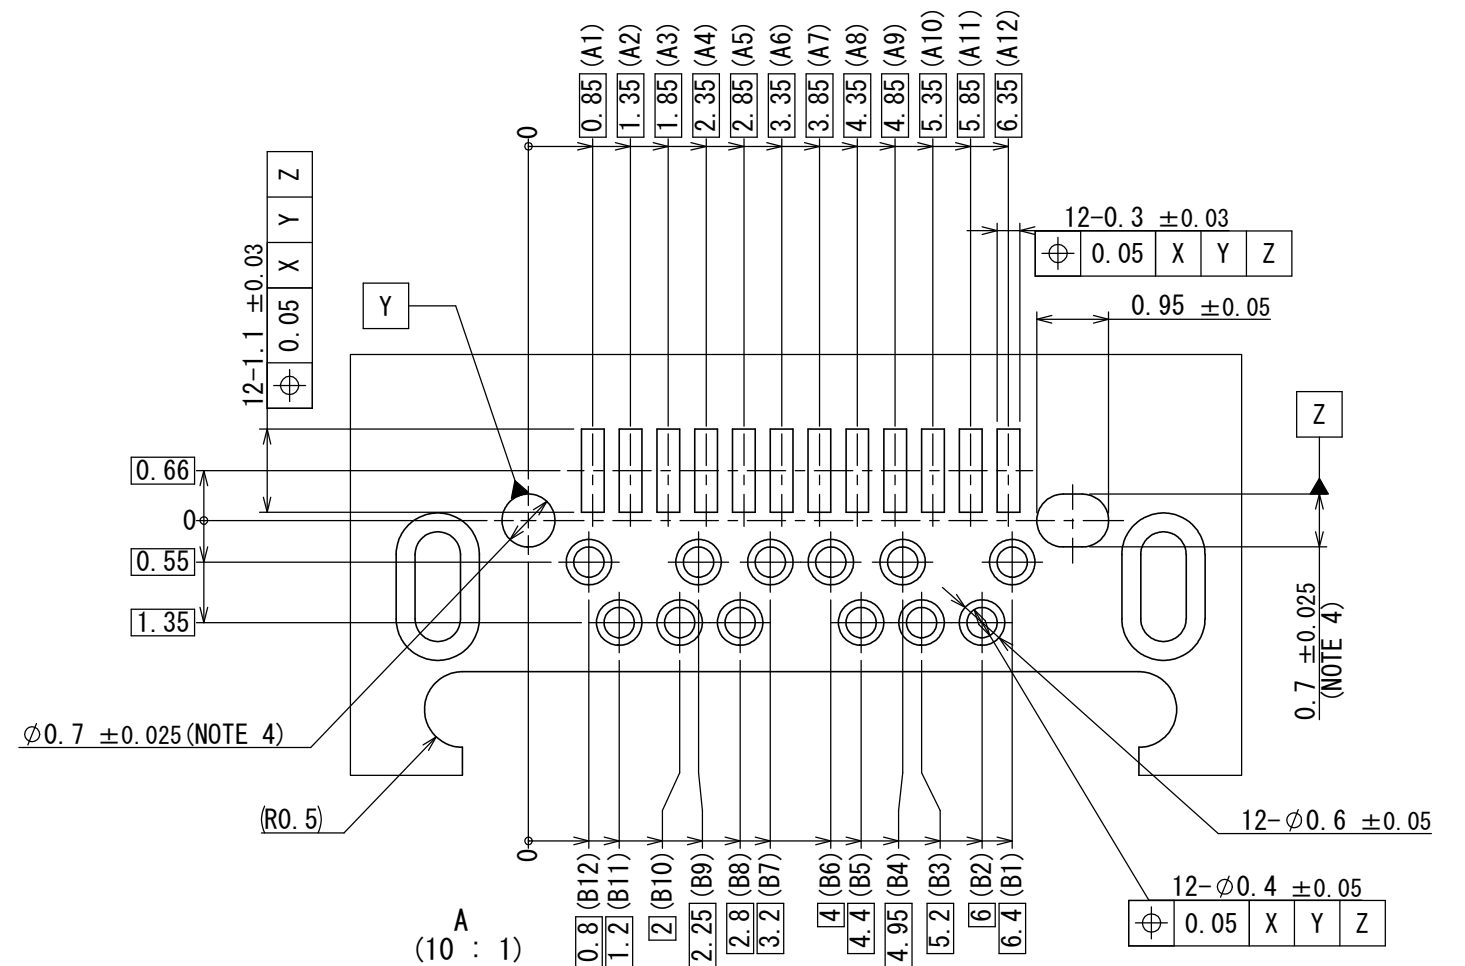 0
0.85 (A1)
1.35 (A2)
1.85 (A3)
2.35 (A4)
2.85 (A5)
3.35 (A6)
3.85 (A7)
4.35 (A8)
4.85 (A9)
5.35 (A10)
5.85 (A11)
6.35 (A12)
12-1.1 ±0.03
⌖ 0.05 X Y Z
12-0.3 ±0.03
⌖ 0.05 X Y Z
Y
0.95 ±0.05
Z
0.66
0
0.55
1.35
0.7 ±0.025
(NOTE 4)
∅0.7 ±0.025(NOTE 4)
(R0.5)
12-∅0.6 ±0.05
12-∅0.4 ±0.05
⌖ 0.05 X Y Z
0
0.8 (B12)
1.2 (B11)
2 (B10)
2.25 (B9)
2.8 (B8)
3.2 (B7)
4 (B6)
4.4 (B5)
4.95 (B4)
5.2 (B3)
6 (B2)
6.4 (B1)
A
(10 : 1)